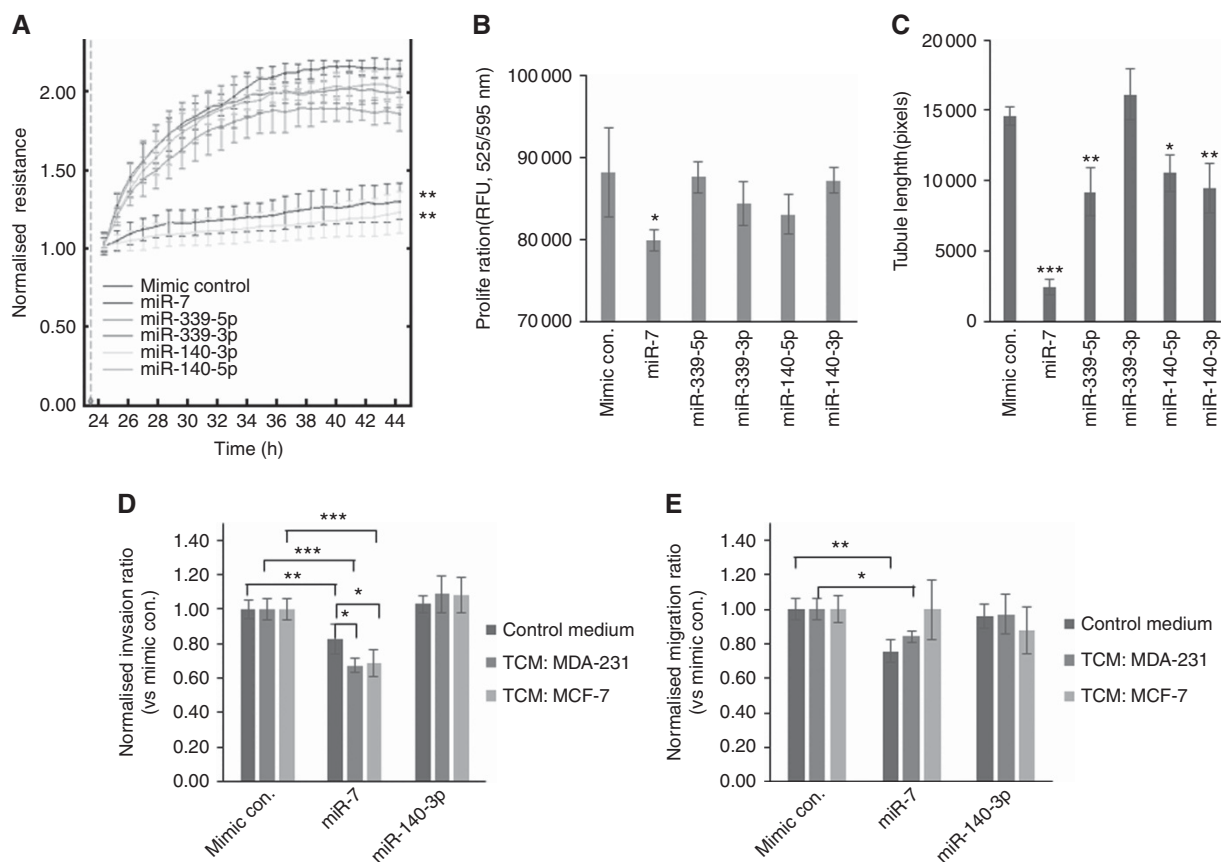 A
Normalised resistance
2.00
1.50
1.00
0.50
0.00
**
**
Mimic control
miR-7
miR-339-5p
miR-339-3p
miR-140-3p
miR-140-5p
24 26 28 30 32 34 36 38 40 42 44
Time (h)
B
Prolife ration(RFU, 525/595 nm)
100 000
90 000
80 000
70 000
*
Mimic con.
miR-7
miR-339-5p
miR-339-3p
miR-140-5p
miR-140-3p
C
Tubule lenghth(pixels)
20 000
15 000
10 000
5000
0
***
**
*
**
Mimic con.
miR-7
miR-339-5p
miR-339-3p
miR-140-5p
miR-140-3p
D
Normalised invsaion ratio
(vs mimic con.)
1.40
1.20
1.00
0.80
0.60
0.40
0.20
0.00
***
***
**
*
*
Mimic con.
miR-7
miR-140-3p
Control medium
TCM: MDA-231
TCM: MCF-7
E
Normalised migration ratio
(vs mimic con.)
1.40
1.20
1.00
0.80
0.60
0.40
0.20
0.00
**
*
Mimic con.
miR-7
miR-140-3p
Control medium
TCM: MDA-231
TCM: MCF-7